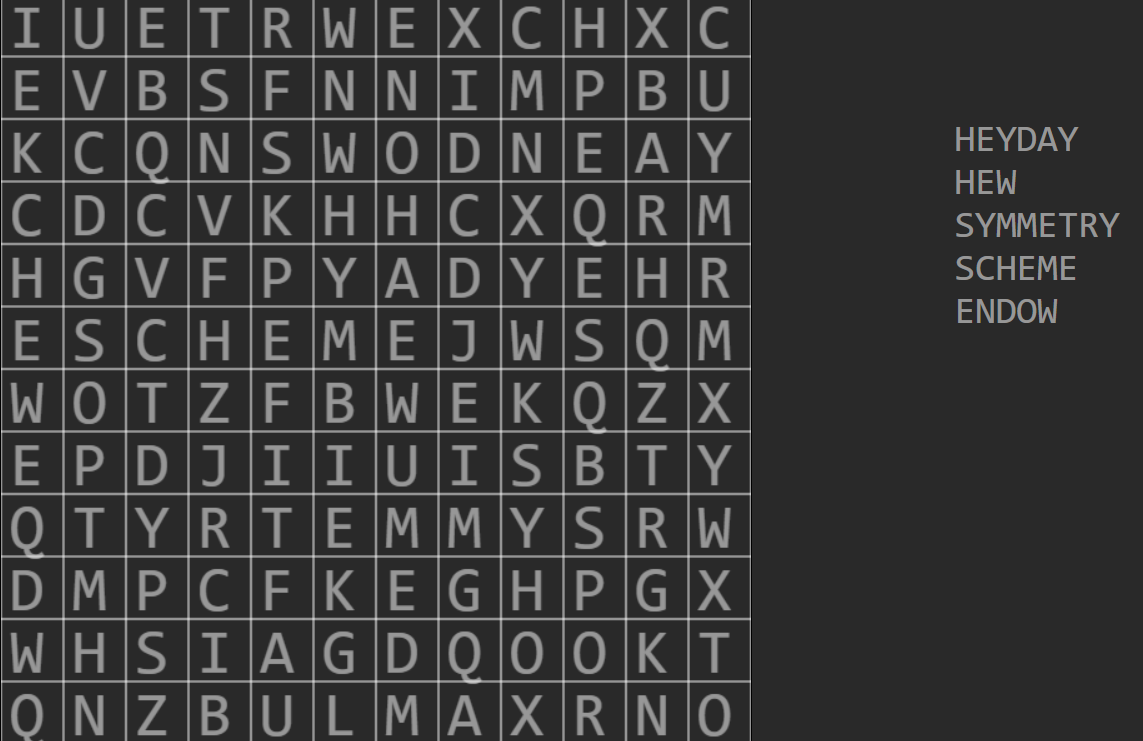 I U E T R W E X C H X C
E V B S F N N I M P B U
K C Q N S W O D N E A Y
C D C V K H H C X Q R M
H G V F P Y A D Y E H R
E S C H E M E J W S Q M
W O T Z F B W E K Q Z X
E P D J I I U I S B T Y
Q T Y R T E M M Y S R W
D M P C F K E G H P G X
W H S I A G D Q O O K T
Q N Z B U L M A X R N O
HEYDAY
HEW
SYMMETRY
SCHEME
ENDOW